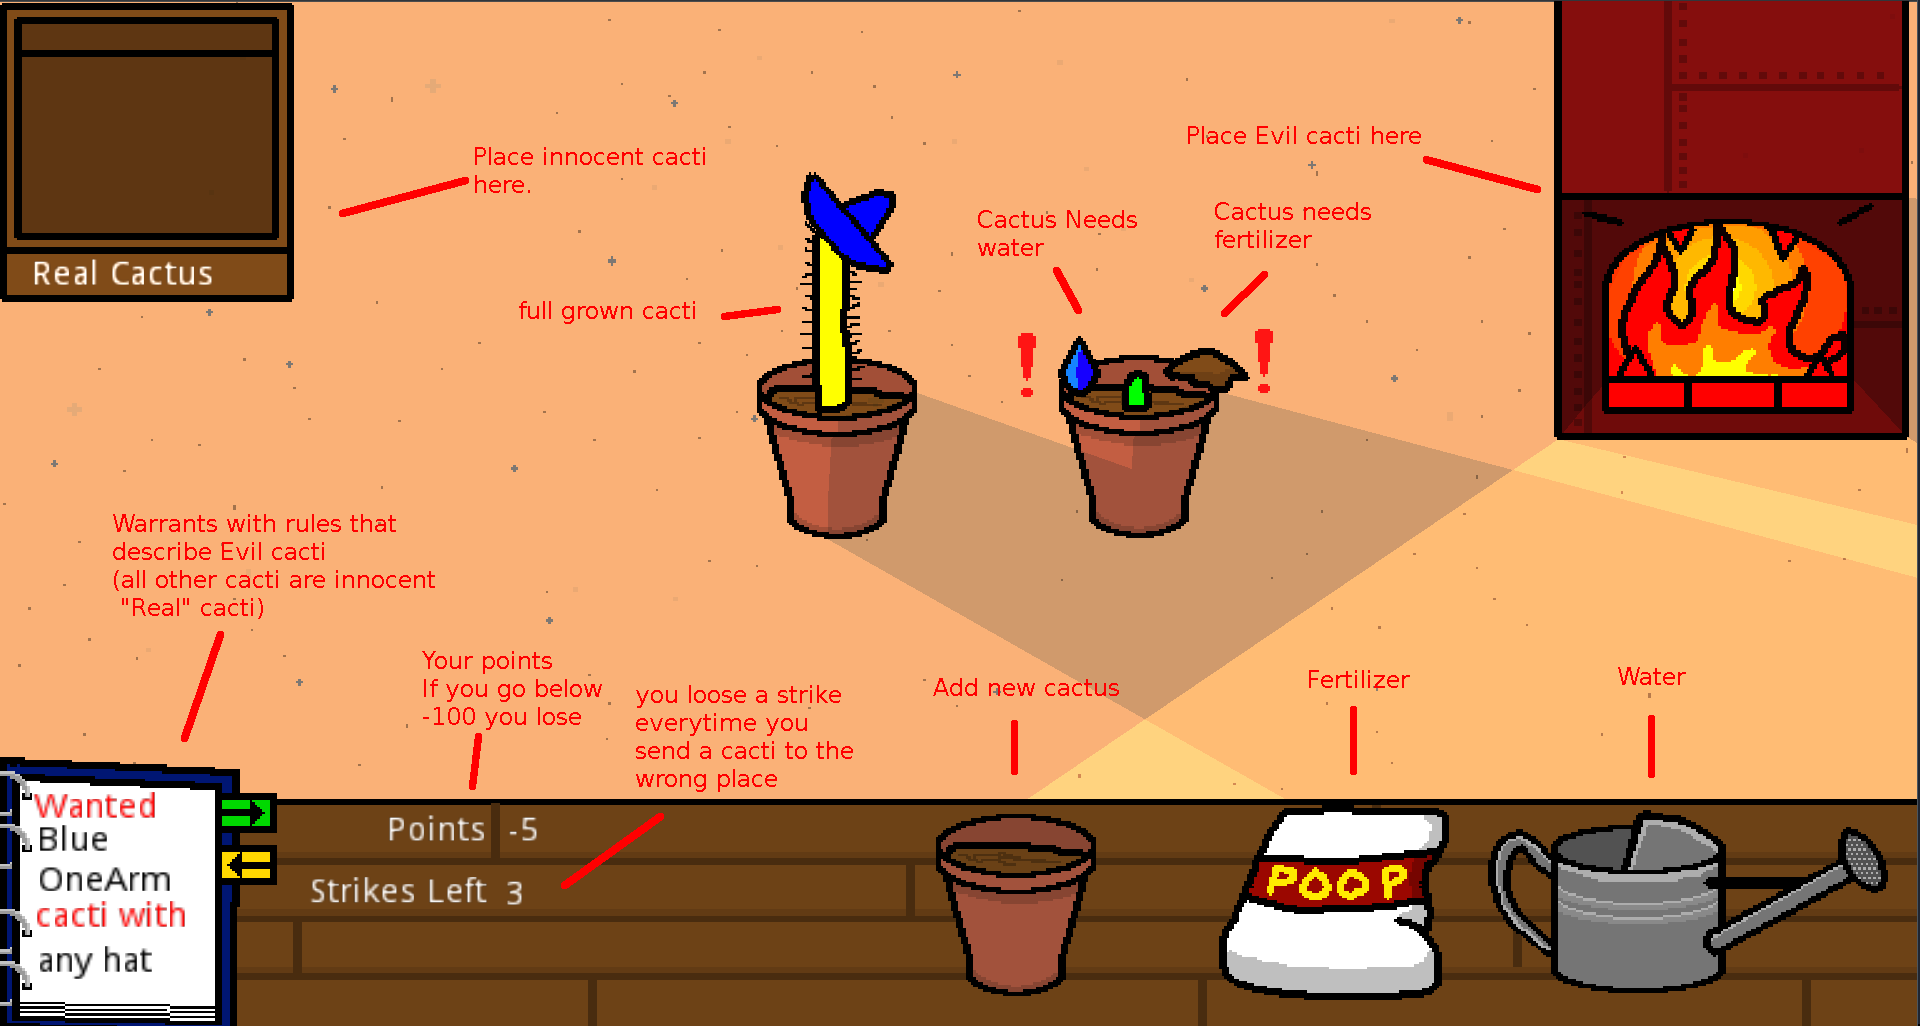 Real Cactus
Place innocent cacti
here.
Place Evil cacti here
Cactus Needs
water
Cactus needs
fertilizer
full grown cacti
Warrants with rules that
describe Evil cacti
(all other cacti are innocent
"Real" cacti)
Your points
If you go below
-100 you lose
you loose a strike
everytime you
send a cacti to the
wrong place
Add new cactus
Fertilizer
Water
Wanted
Blue
OneArm
cacti with
any hat
Points -5
Strikes Left 3
POOP